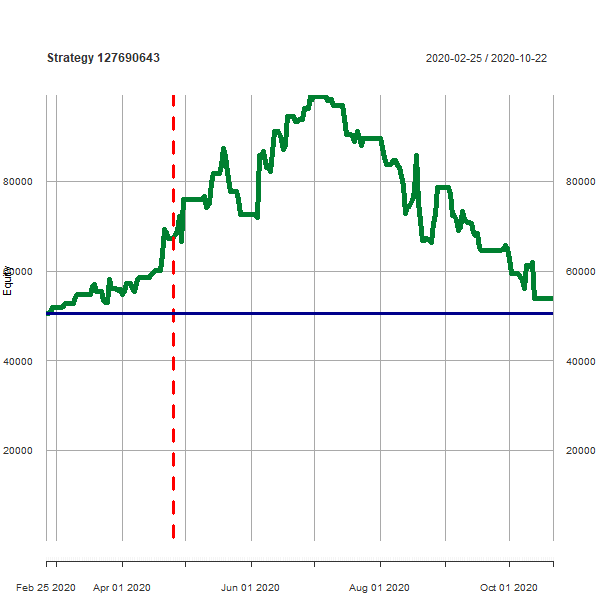 Strategy 127690643
2020-02-25 / 2020-10-22
80000
80000
60000
60000
Equity
40000
40000
20000
20000
Feb 25 2020
Apr 01 2020
Jun 01 2020
Aug 01 2020
Oct 01 2020